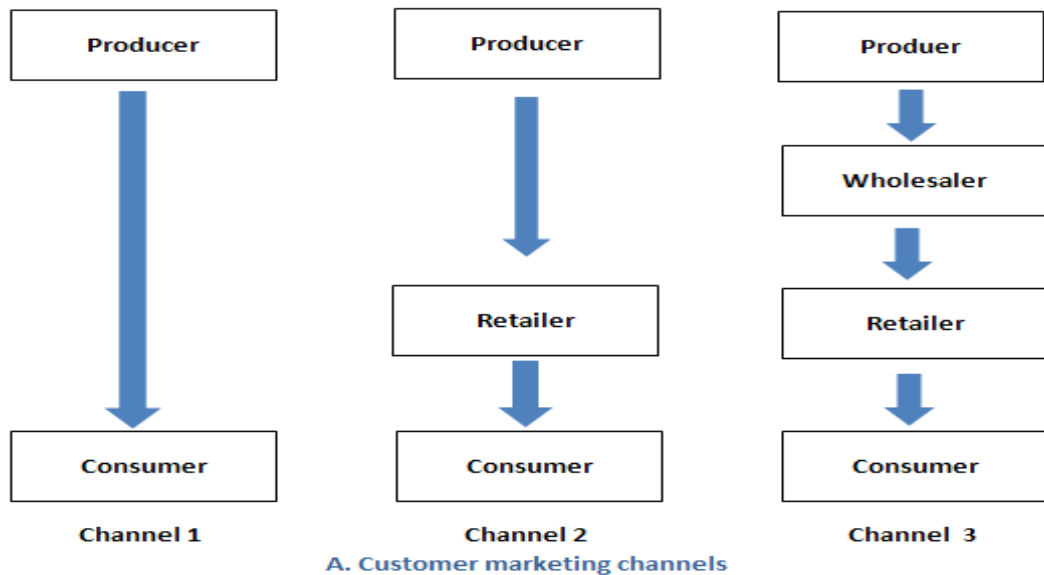 Producer
Producer
Produer
Wholesaler
Retailer
Retailer
Consumer
Consumer
Consumer
Channel 1
Channel 2
Channel 3
A. Customer marketing channels